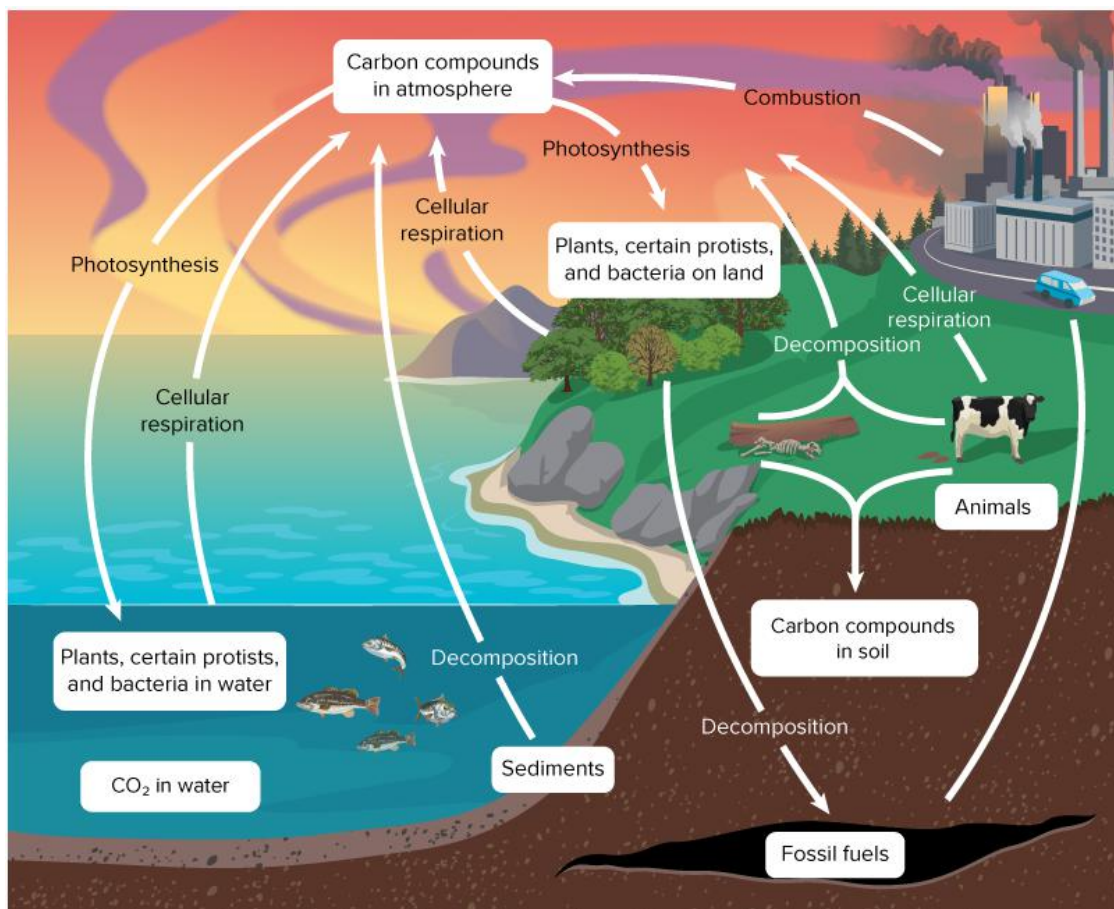 Carbon compounds
in atmosphere
Combustion
Photosynthesis
Cellular
respiration
Photosynthesis
Plants, certain protists,
and bacteria on land
Cellular
respiration
Decomposition
Cellular
respiration
Animals
Carbon compounds
in soil
Plants, certain protists,
and bacteria in water
Decomposition
Decomposition
Sediments
CO₂ in water
Fossil fuels